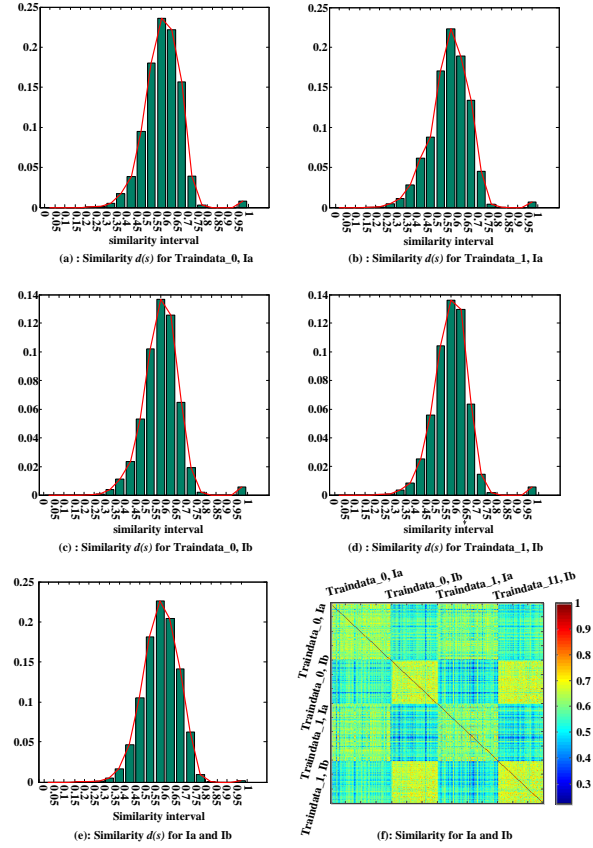 0.25
0.2
0.15
0.1
0.05
0
0 0.05 0.1 0.15 0.2 0.25 0.3 0.35 0.4 0.45 0.5 0.55 0.6 0.65 0.7 0.75 0.8 0.85 0.9 0.95 1
similarity interval
(a) : Similarity d(s) for Traindata_0, Ia
0.25
0.2
0.15
0.1
0.05
0
0 0.05 0.1 0.15 0.2 0.25 0.3 0.35 0.4 0.45 0.5 0.55 0.6 0.65 0.7 0.75 0.8 0.85 0.9 0.95 1
similarity interval
(b) : Similarity d(s) for Traindata_1, Ia
0.14
0.12
0.1
0.08
0.06
0.04
0.02
0
0 0.05 0.1 0.15 0.2 0.25 0.3 0.35 0.4 0.45 0.5 0.55 0.6 0.65 0.7 0.75 0.8 0.85 0.9 0.95 1
similarity interval
(c) : Similarity d(s) for Traindata_0, Ib
0.14
0.12
0.1
0.08
0.06
0.04
0.02
0
0 0.05 0.1 0.15 0.2 0.25 0.3 0.35 0.4 0.45 0.5 0.55 0.6 0.65 0.7 0.75 0.8 0.85 0.9 0.95 1
similarity interval
(d) : Similarity d(s) for Traindata_1, Ib
0.25
0.2
0.15
0.1
0.05
0
0 0.05 0.1 0.15 0.2 0.25 0.3 0.35 0.4 0.45 0.5 0.55 0.6 0.65 0.7 0.75 0.8 0.85 0.9 0.95 1
Similarity interval
(e): Similarity d(s) for Ia and Ib
Traindata_0, Ia
Traindata_0, Ib
Traindata_1, Ia
Traindata_11, Ib
Traindata_0, Ia
Traindata_0, Ib
Traindata_1, Ia
Traindata_1, Ib
1
0.9
0.8
0.7
0.6
0.5
0.4
0.3
(f): Similarity for Ia and Ib